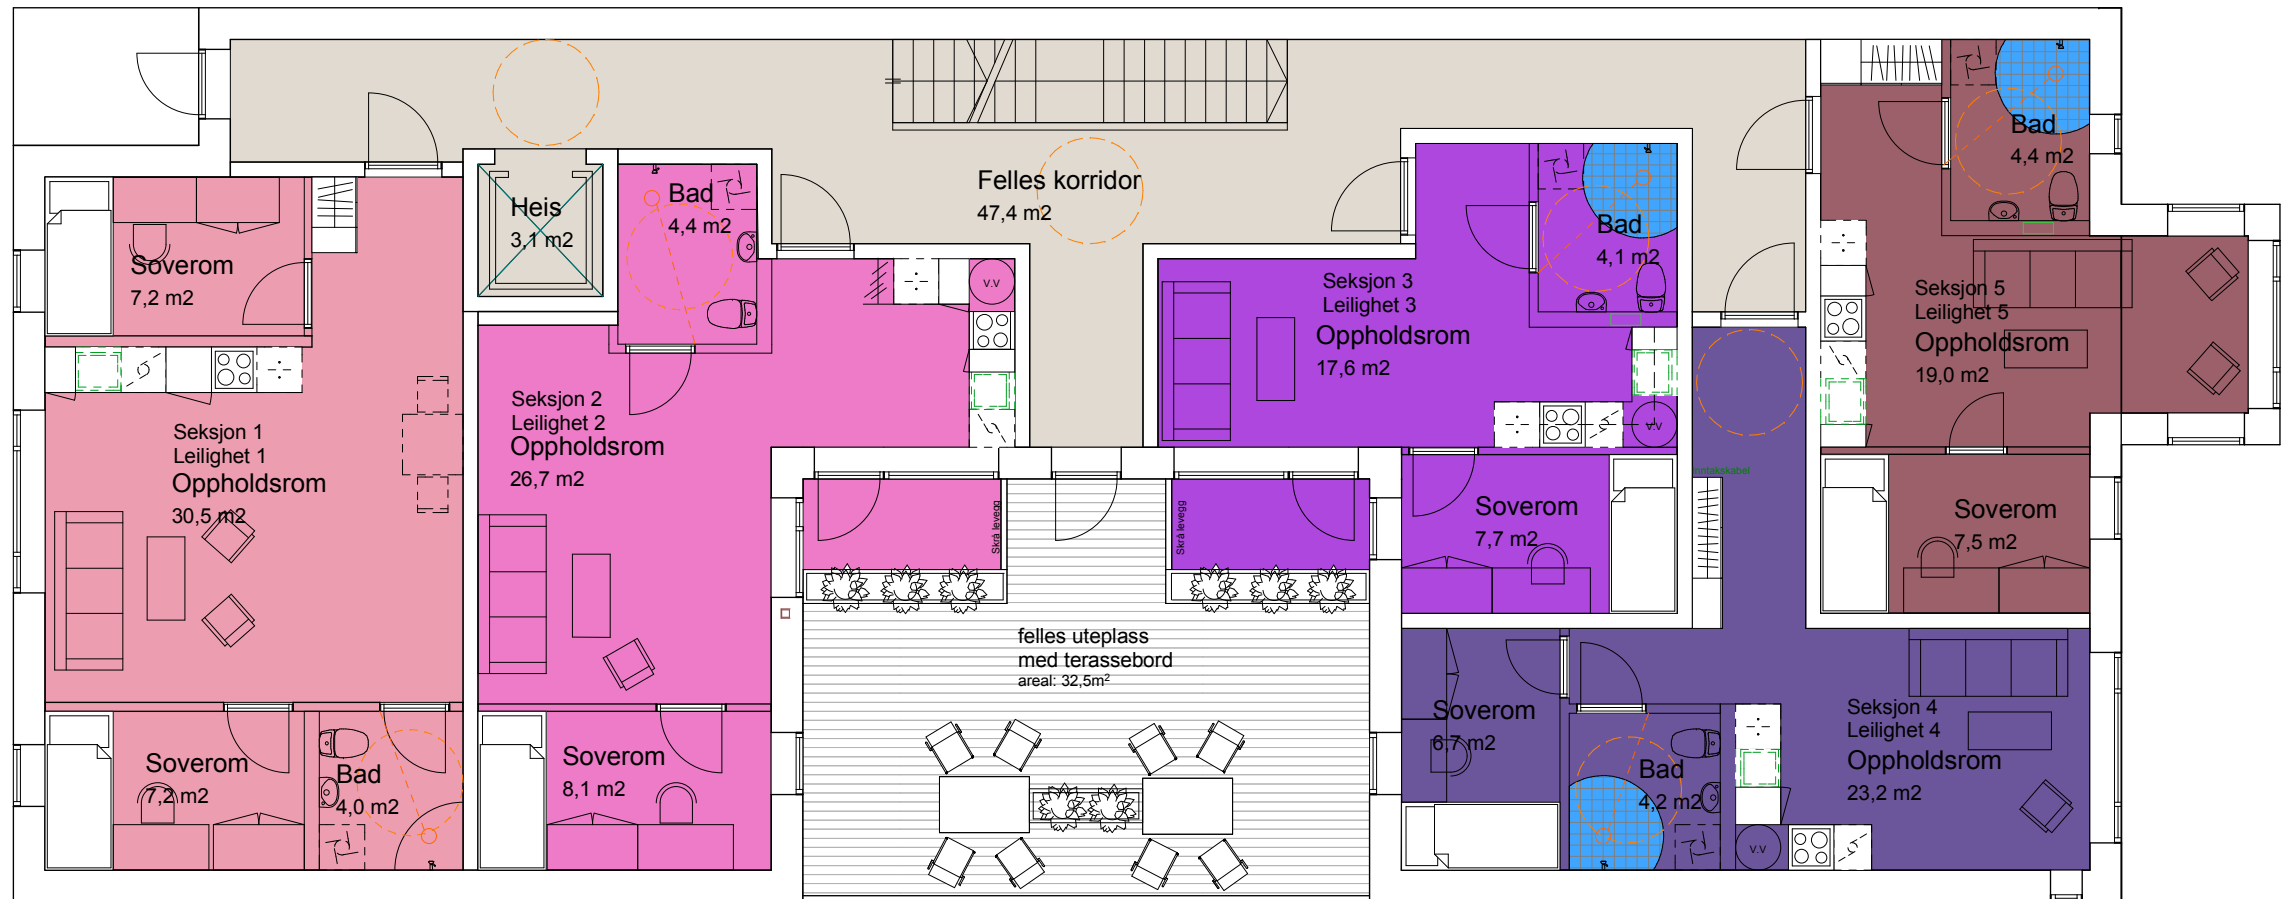 Soverom
7,2 m2
Heis
3,1 m2
Bad
4,4 m2
Felles korridor
47,4 m2
Bad
4,1 m2
Bad
4,4 m2
Seksjon 1
Leilighet 1
Oppholdsrom
30,5 m2
Seksjon 2
Leilighet 2
Oppholdsrom
26,7 m2
v.v
Seksjon 3
Leilighet 3
Oppholdsrom
17,6 m2
v.v
Seksjon 5
Leilighet 5
Oppholdsrom
19,0 m2
inntakskabel
Skrå levegg
Skrå levegg
Soverom
7,7 m2
Soverom
7,5 m2
felles uteplass
med terassebord
areal: 32,5m²
Soverom
7,2 m2
Bad
4,0 m2
Soverom
8,1 m2
Soverom
6,7 m2
Bad
4,2 m2
v.v
Seksjon 4
Leilighet 4
Oppholdsrom
23,2 m2